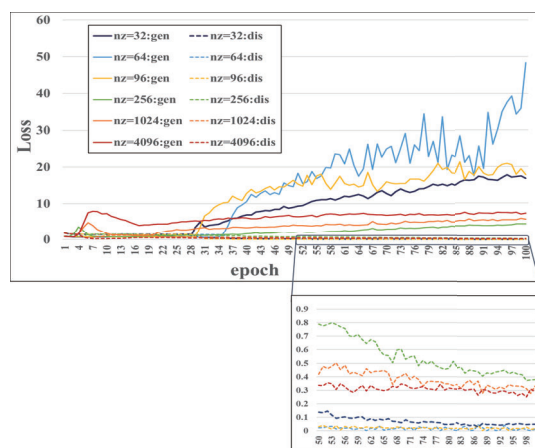 60
50
40
30
20
10
0
Loss
nz=32:gen nz=32:dis
nz=64:gen nz=64:dis
nz=96:gen nz=96:dis
nz=256:gen nz=256:dis
nz=1024:gen nz=1024:dis
nz=4096:gen nz=4096:dis
1 4 7 10 13 16 19 22 25 28 31 34 37 40 43 46 49 52 55 58 61 64 67 70 73 76 79 82 85 88 91 94 97 100
epoch
0.9
0.8
0.7
0.6
0.5
0.4
0.3
0.2
0.1
0
50 53 56 59 62 65 68 71 74 77 80 83 86 89 92 95 98